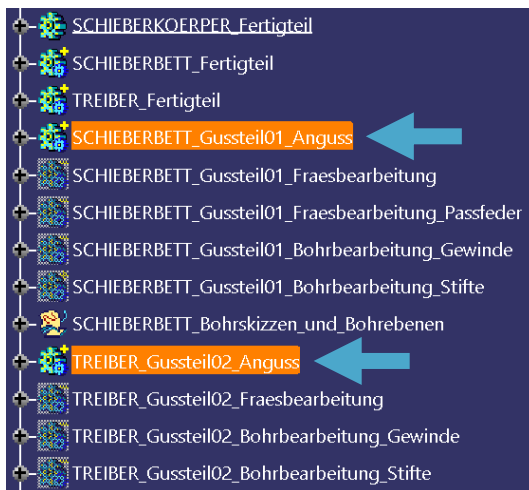 SCHIEBERKOERPER_Fertigteil
SCHIEBERBETT_Fertigteil
TREIBER_Fertigteil
SCHIEBERBETT_Gussteil01_Anguss
SCHIEBERBETT_Gussteil01_Fraesbearbeitung
SCHIEBERBETT_Gussteil01_Fraesbearbeitung_Passfeder
SCHIEBERBETT_Gussteil01_Bohrbearbeitung_Gewinde
SCHIEBERBETT_Gussteil01_Bohrbearbeitung_Stifte
SCHIEBERBETT_Bohrskizzen_und_Bohrebenen
TREIBER_Gussteil02_Anguss
TREIBER_Gussteil02_Fraesbearbeitung
TREIBER_Gussteil02_Bohrbearbeitung_Gewinde
TREIBER_Gussteil02_Bohrbearbeitung_Stifte